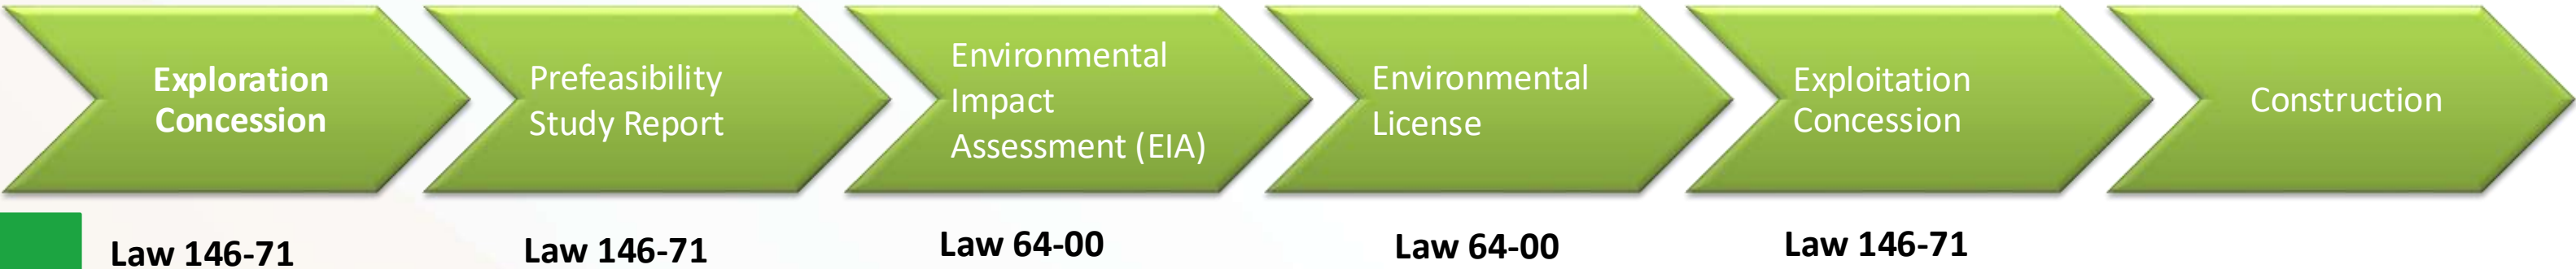 Exploration
Concession
Prefeasibility
Study Report
Environmental
Impact
Assessment (EIA)
Environmental
License
Exploitation
Concession
Construction
Law 146-71
Law 146-71
Law 64-00
Law 64-00
Law 146-71